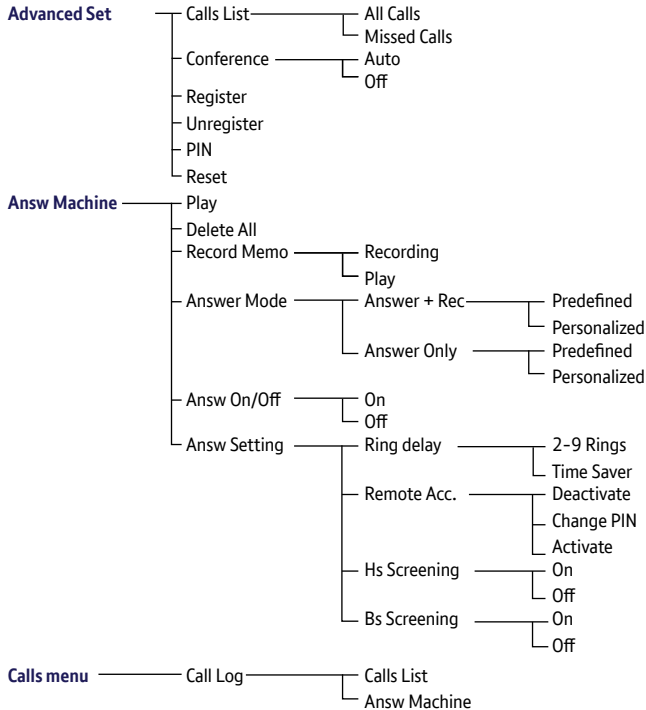 Advanced Set Calls List All Calls
Missed Calls
Conference Auto
Off
Register
Unregister
PIN
Reset
Answ Machine Play
Delete All
Record Memo Recording
Play
Answer Mode Answer + Rec Predefined
Personalized
Answer Only Predefined
Personalized
Answ On/Off On
Off
Answ Setting Ring delay 2-9 Rings
Time Saver
Remote Acc. Deactivate
Change PIN
Activate
Hs Screening On
Off
Bs Screening On
Off
Calls menu Call Log Calls List
Answ Machine